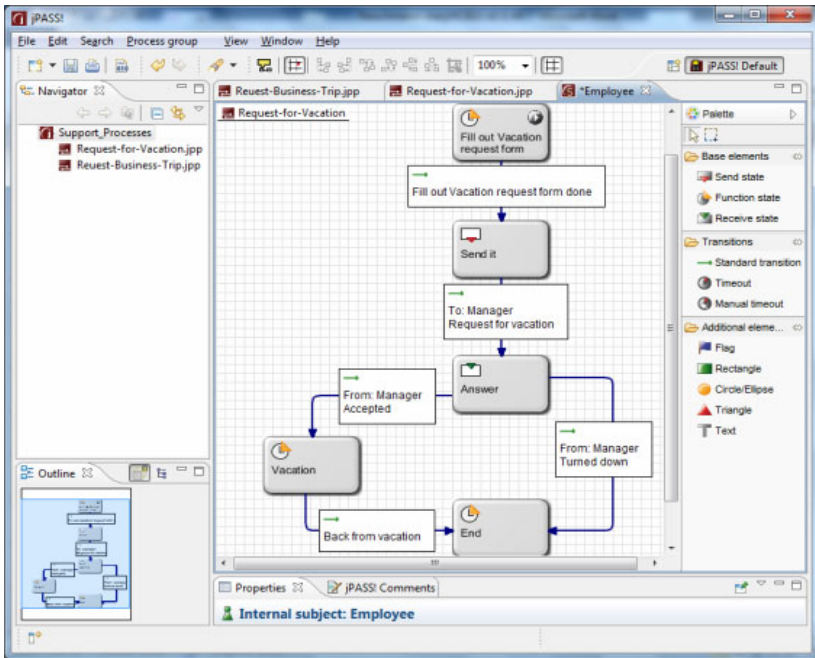 jPASS!
File Edit Search Process group View Window Help
100%
jPASS! Default
Navigator
Support_Processes
Request-for-Vacation.jpp
Reuest-Business-Trip.jpp
Reuest-Business-Trip.jpp Request-for-Vacation.jpp *Employee
Request-for-Vacation
Fill out Vacation
request form
Fill out Vacation request form done
Send it
To: Manager
Request for vacation
Answer
From: Manager
Accepted
From: Manager
Turned down
Vacation
Back from vacation
End
Palette
Base elements
Send state
Function state
Receive state
Transitions
Standard transition
Timeout
Manual timeout
Additional eleme...
Flag
Rectangle
Circle/Ellipse
Triangle
Text
Outline
Properties jPASS! Comments
Internal subject: Employee